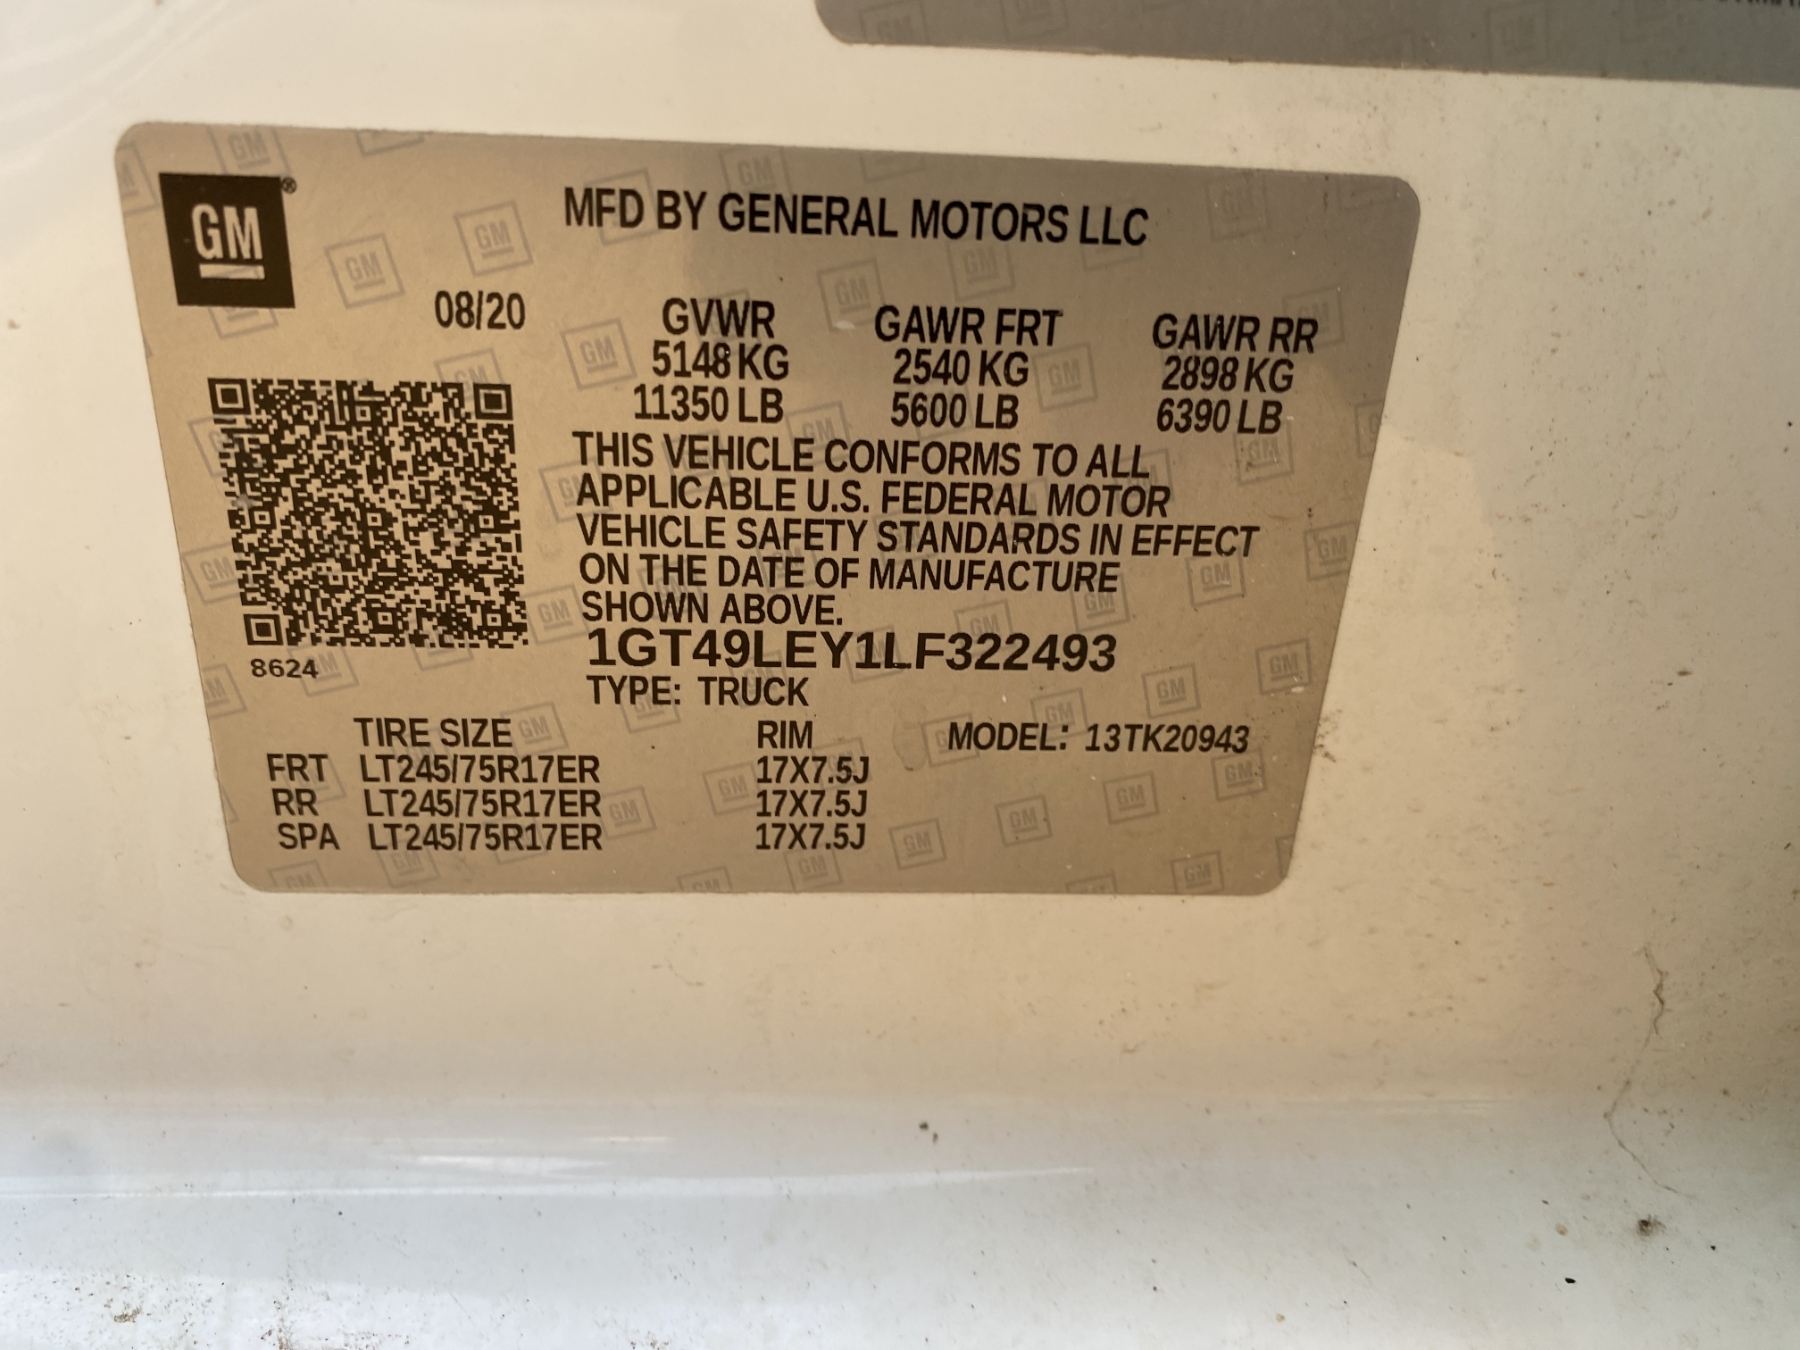 GM®
MFD BY GENERAL MOTORS LLC
08/20 GVWR GAWR FRT GAWR RR
5148 KG 2540 KG 2898 KG
11350 LB 5600 LB 6390 LB
THIS VEHICLE CONFORMS TO ALL
APPLICABLE U.S. FEDERAL MOTOR
VEHICLE SAFETY STANDARDS IN EFFECT
ON THE DATE OF MANUFACTURE
SHOWN ABOVE.
8624 1GT49LEY1LF322493
TYPE: TRUCK
TIRE SIZE RIM MODEL: 13TK20943
FRT LT245/75R17ER 17X7.5J
RR LT245/75R17ER 17X7.5J
SPA LT245/75R17ER 17X7.5J